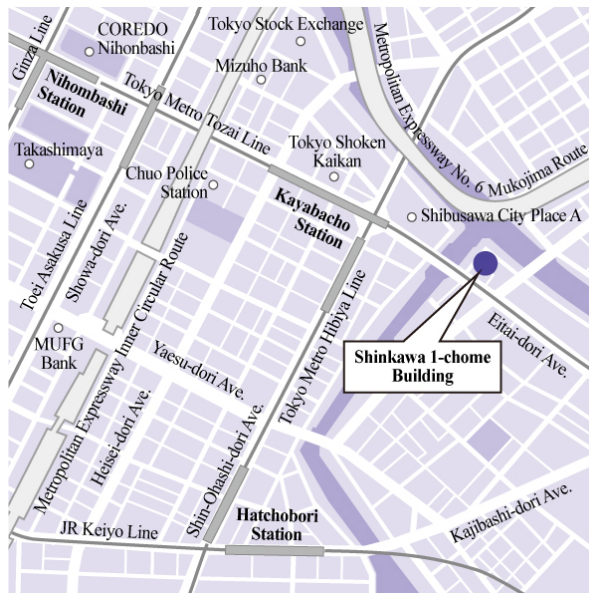 Ginza Line
COREDO
Nihonbashi
Tokyo Stock Exchange
Mizuho Bank
Metropolitan Expressway No. 6 Mukojima Route
Nihombashi
Station
Tokyo Metro Tozai Line
Takashimaya
Chuo Police
Station
Tokyo Shoken
Kaikan
Kayabacho
Station
Shibusawa City Place A
Toei Asakusa Line
Showa-dori Ave.
MUFG
Bank
Metropolitan Expressway Inner Circular Route
Yaesu-dori Ave.
Heisei-dori Ave.
Tokyo Metro Hibiya Line
Shinkawa 1-chome
Building
Eitai-dori Ave.
Shin-Ohashi-dori Ave.
JR Keiyo Line
Hatchobori
Station
Kajibashi-dori Ave.